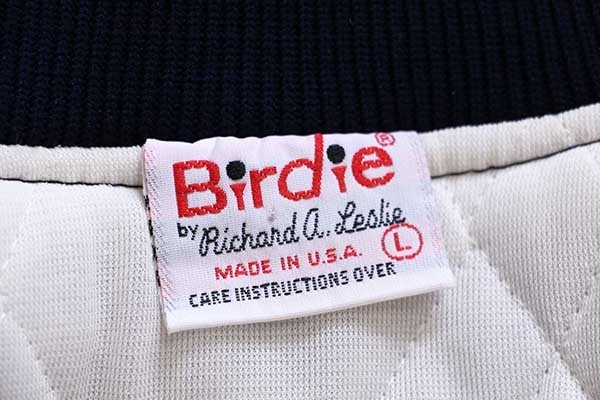 Birdie®
by Richard A. Leslie
MADE IN U.S.A. L
CARE INSTRUCTIONS OVER